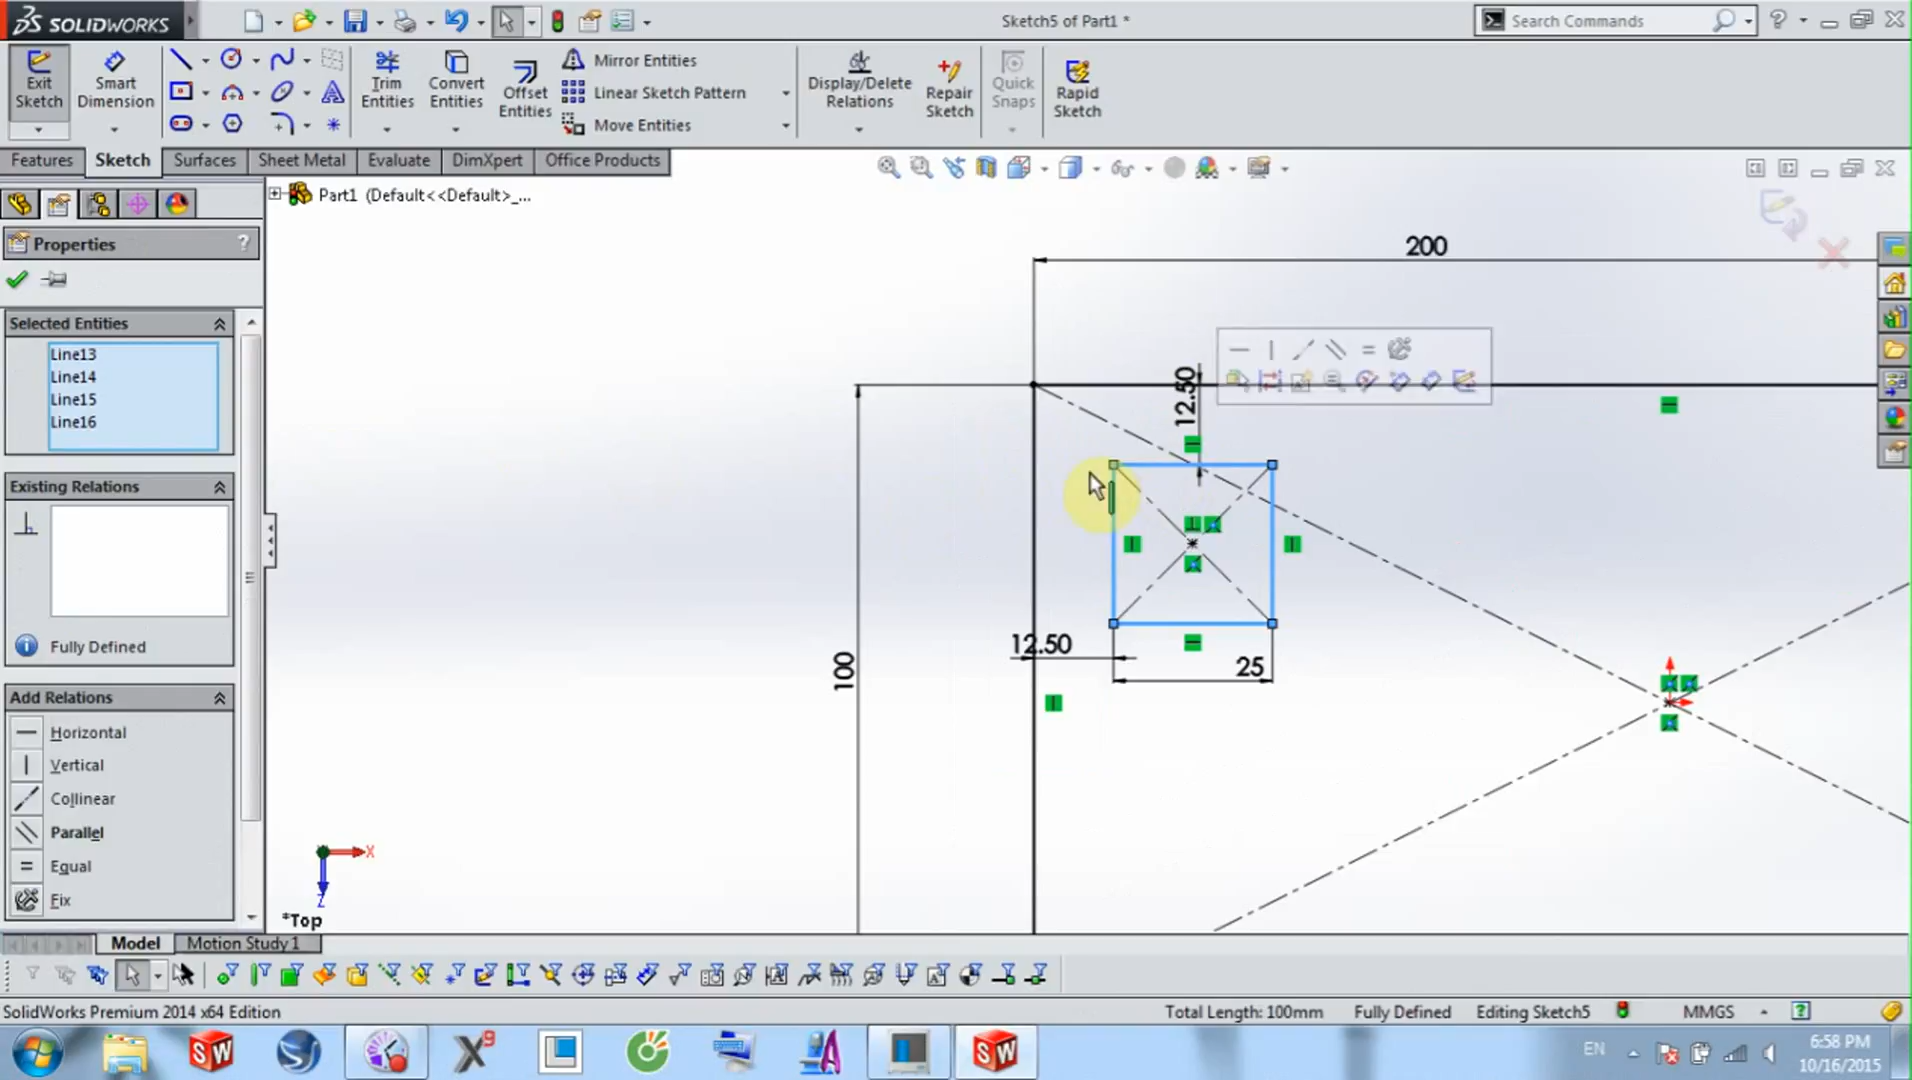 SOLIDWORKS
Sketch5 of Part1 *
Search Commands
Exit Sketch
Smart Dimension
Trim Entities
Convert Entities
Offset Entities
Mirror Entities
Linear Sketch Pattern
Move Entities
Display/Delete Relations
Repair Sketch
Quick Snaps
Rapid Sketch
Features
Sketch
Surfaces
Sheet Metal
Evaluate
DimXpert
Office Products
Part1 (Default<<Default>_...
Properties
?
Selected Entities
Line13
Line14
Line15
Line16
Existing Relations
Fully Defined
Add Relations
Horizontal
Vertical
Collinear
Parallel
Equal
Fix
200
12.50
12.50
25
100
X
Z
*Top
Model
Motion Study 1
SolidWorks Premium 2014 x64 Edition
Total Length: 100mm
Fully Defined
Editing Sketch5
MMGS
EN
6:58 PM
10/16/2015